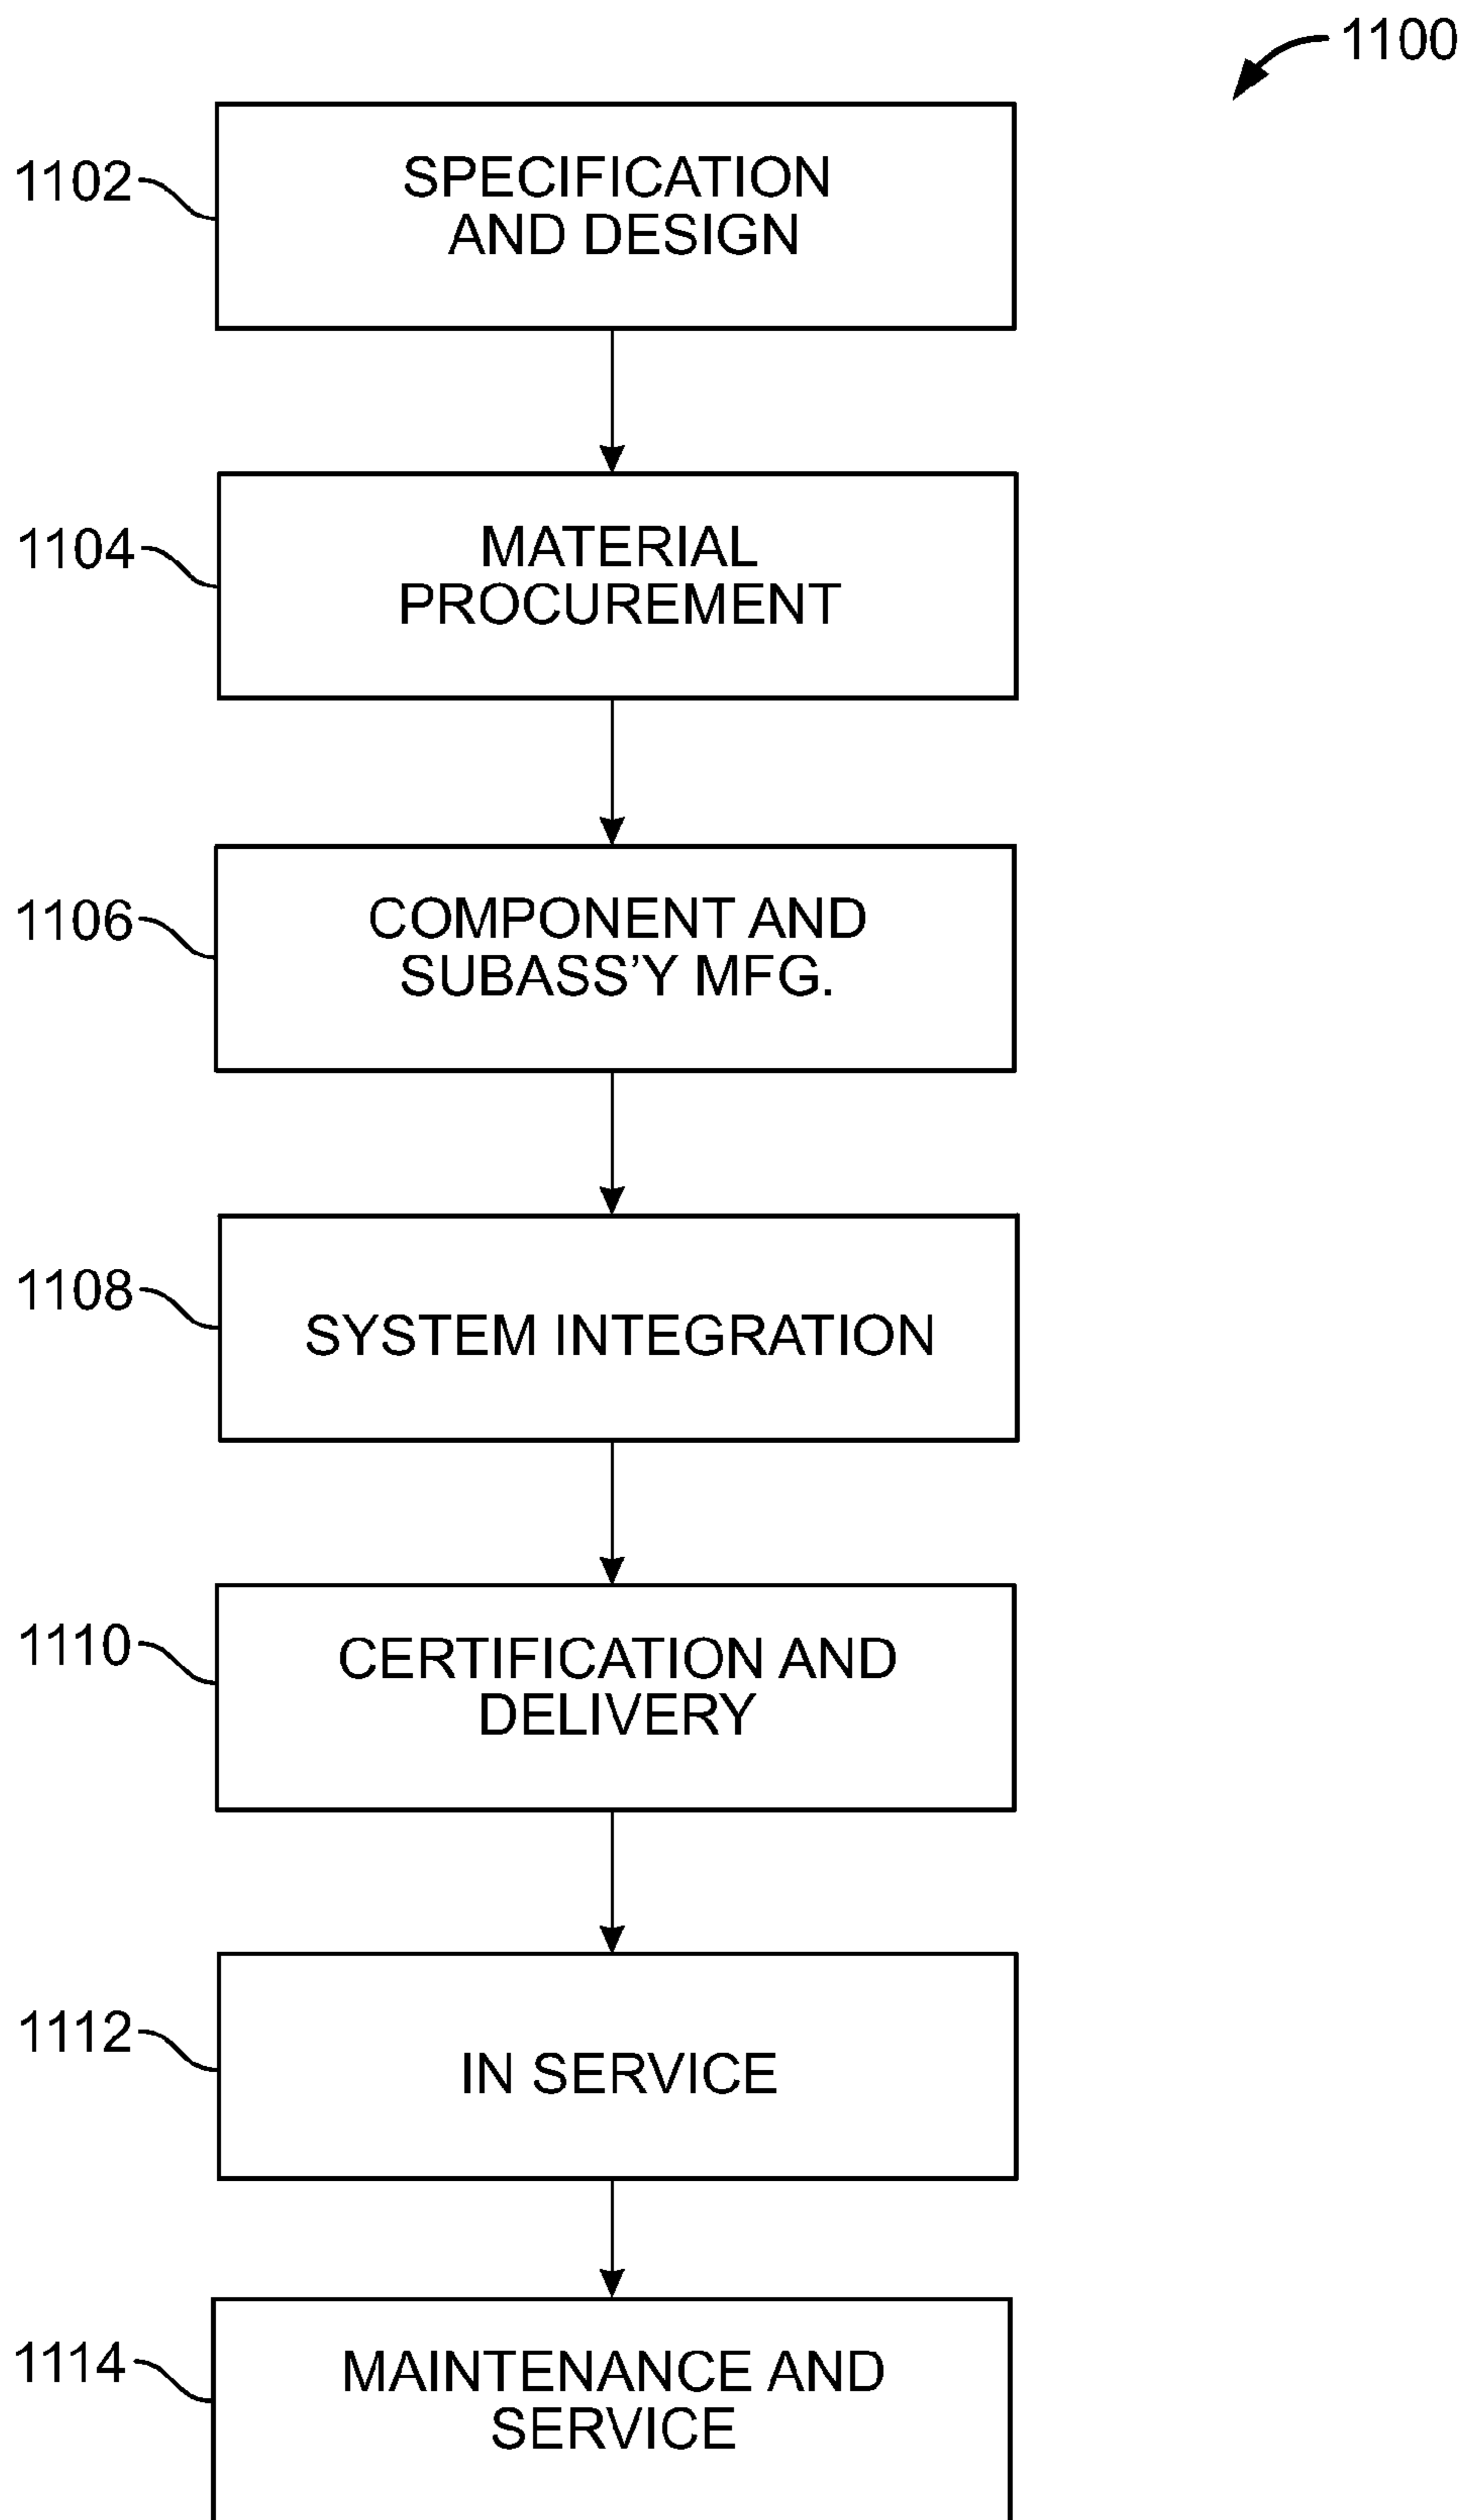 1100
1102
SPECIFICATION
AND DESIGN
1104
MATERIAL
PROCUREMENT
1106
COMPONENT AND
SUBASS’Y MFG.
1108
SYSTEM INTEGRATION
1110
CERTIFICATION AND
DELIVERY
1112
IN SERVICE
1114
MAINTENANCE AND
SERVICE